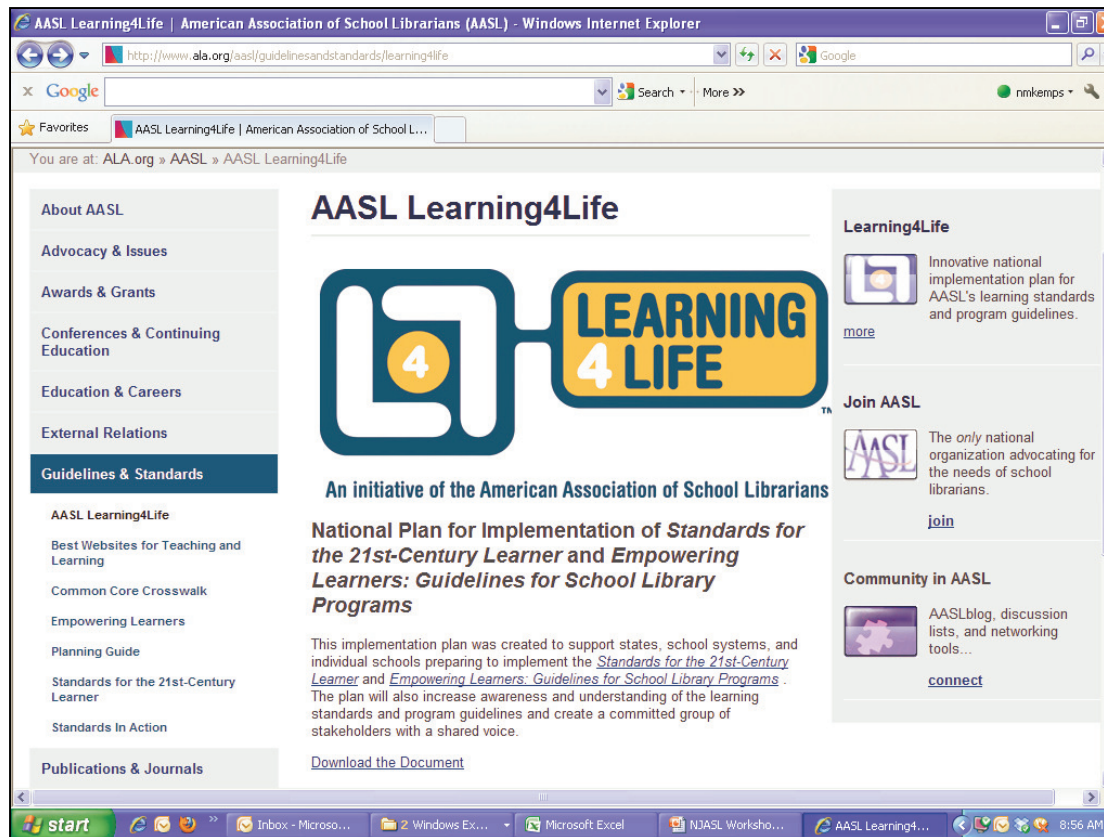 AASL Learning4Life | American Association of School Librarians (AASL) - Windows Internet Explorer
http://www.ala.org/aasl/guidelinesandstandards/learning4life
Google
x Google
Search
More >>
nmkemps
Favorites
AASL Learning4Life | American Association of School L...
You are at: ALA.org » AASL » AASL Learning4Life
About AASL
Advocacy & Issues
Awards & Grants
Conferences & Continuing
Education
Education & Careers
External Relations
Guidelines & Standards
AASL Learning4Life
Best Websites for Teaching and
Learning
Common Core Crosswalk
Empowering Learners
Planning Guide
Standards for the 21st-Century
Learner
Standards In Action
Publications & Journals
AASL Learning4Life
4
LEARNING
4 LIFE
TM
An initiative of the American Association of School Librarians
National Plan for Implementation of Standards for
the 21st-Century Learner and Empowering
Learners: Guidelines for School Library
Programs
This implementation plan was created to support states, school systems, and
individual schools preparing to implement the Standards for the 21st-Century
Learner and Empowering Learners: Guidelines for School Library Programs .
The plan will also increase awareness and understanding of the learning
standards and program guidelines and create a committed group of
stakeholders with a shared voice.
Download the Document
Learning4Life
4
Innovative national
implementation plan for
AASL's learning standards
and program guidelines.
more
Join AASL
AASL
The only national
organization advocating for
the needs of school
librarians.
join
Community in AASL
AASLblog, discussion
lists, and networking
tools...
connect
start
Inbox - Microso...
2 Windows Ex...
Microsoft Excel
NJASL Worksho...
AASL Learning4...
8:56 AM